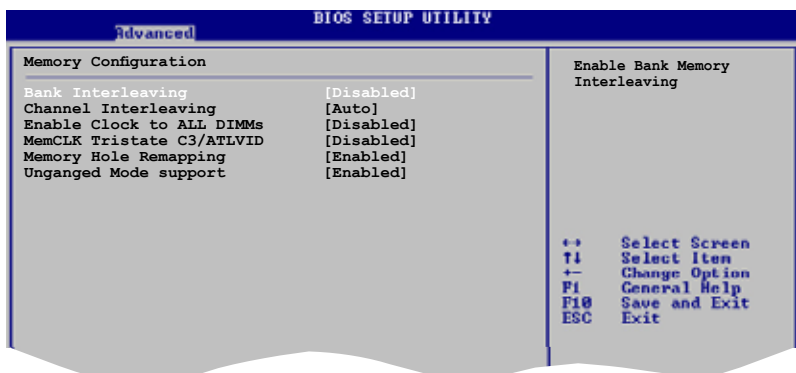 BIOS SETUP UTILITY
Advanced
Memory Configuration
Bank Interleaving [Disabled]
Channel Interleaving [Auto]
Enable Clock to ALL DIMMs [Disabled]
MemCLK Tristate C3/ATLVID [Disabled]
Memory Hole Remapping [Enabled]
Unganged Mode support [Enabled]
Enable Bank Memory
Interleaving
↔ Select Screen
↑↓ Select Item
+- Change Option
F1 General Help
F10 Save and Exit
ESC Exit